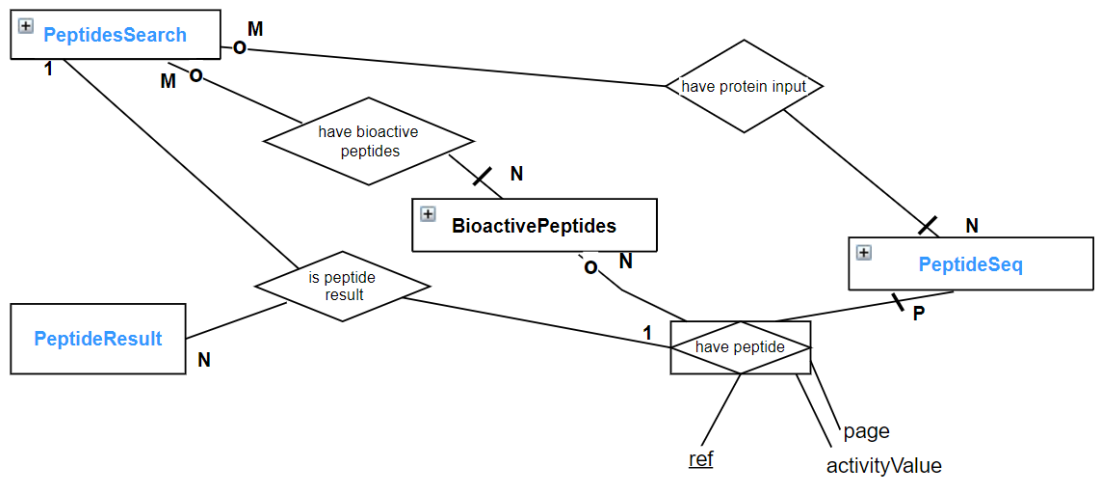 PeptidesSearch
M
M
1
have protein input
have bioactive
peptides
N
BioactivePeptides
N
N
PeptideSeq
P
is peptide
result
PeptideResult
N
1
have peptide
page
ref
activityValue